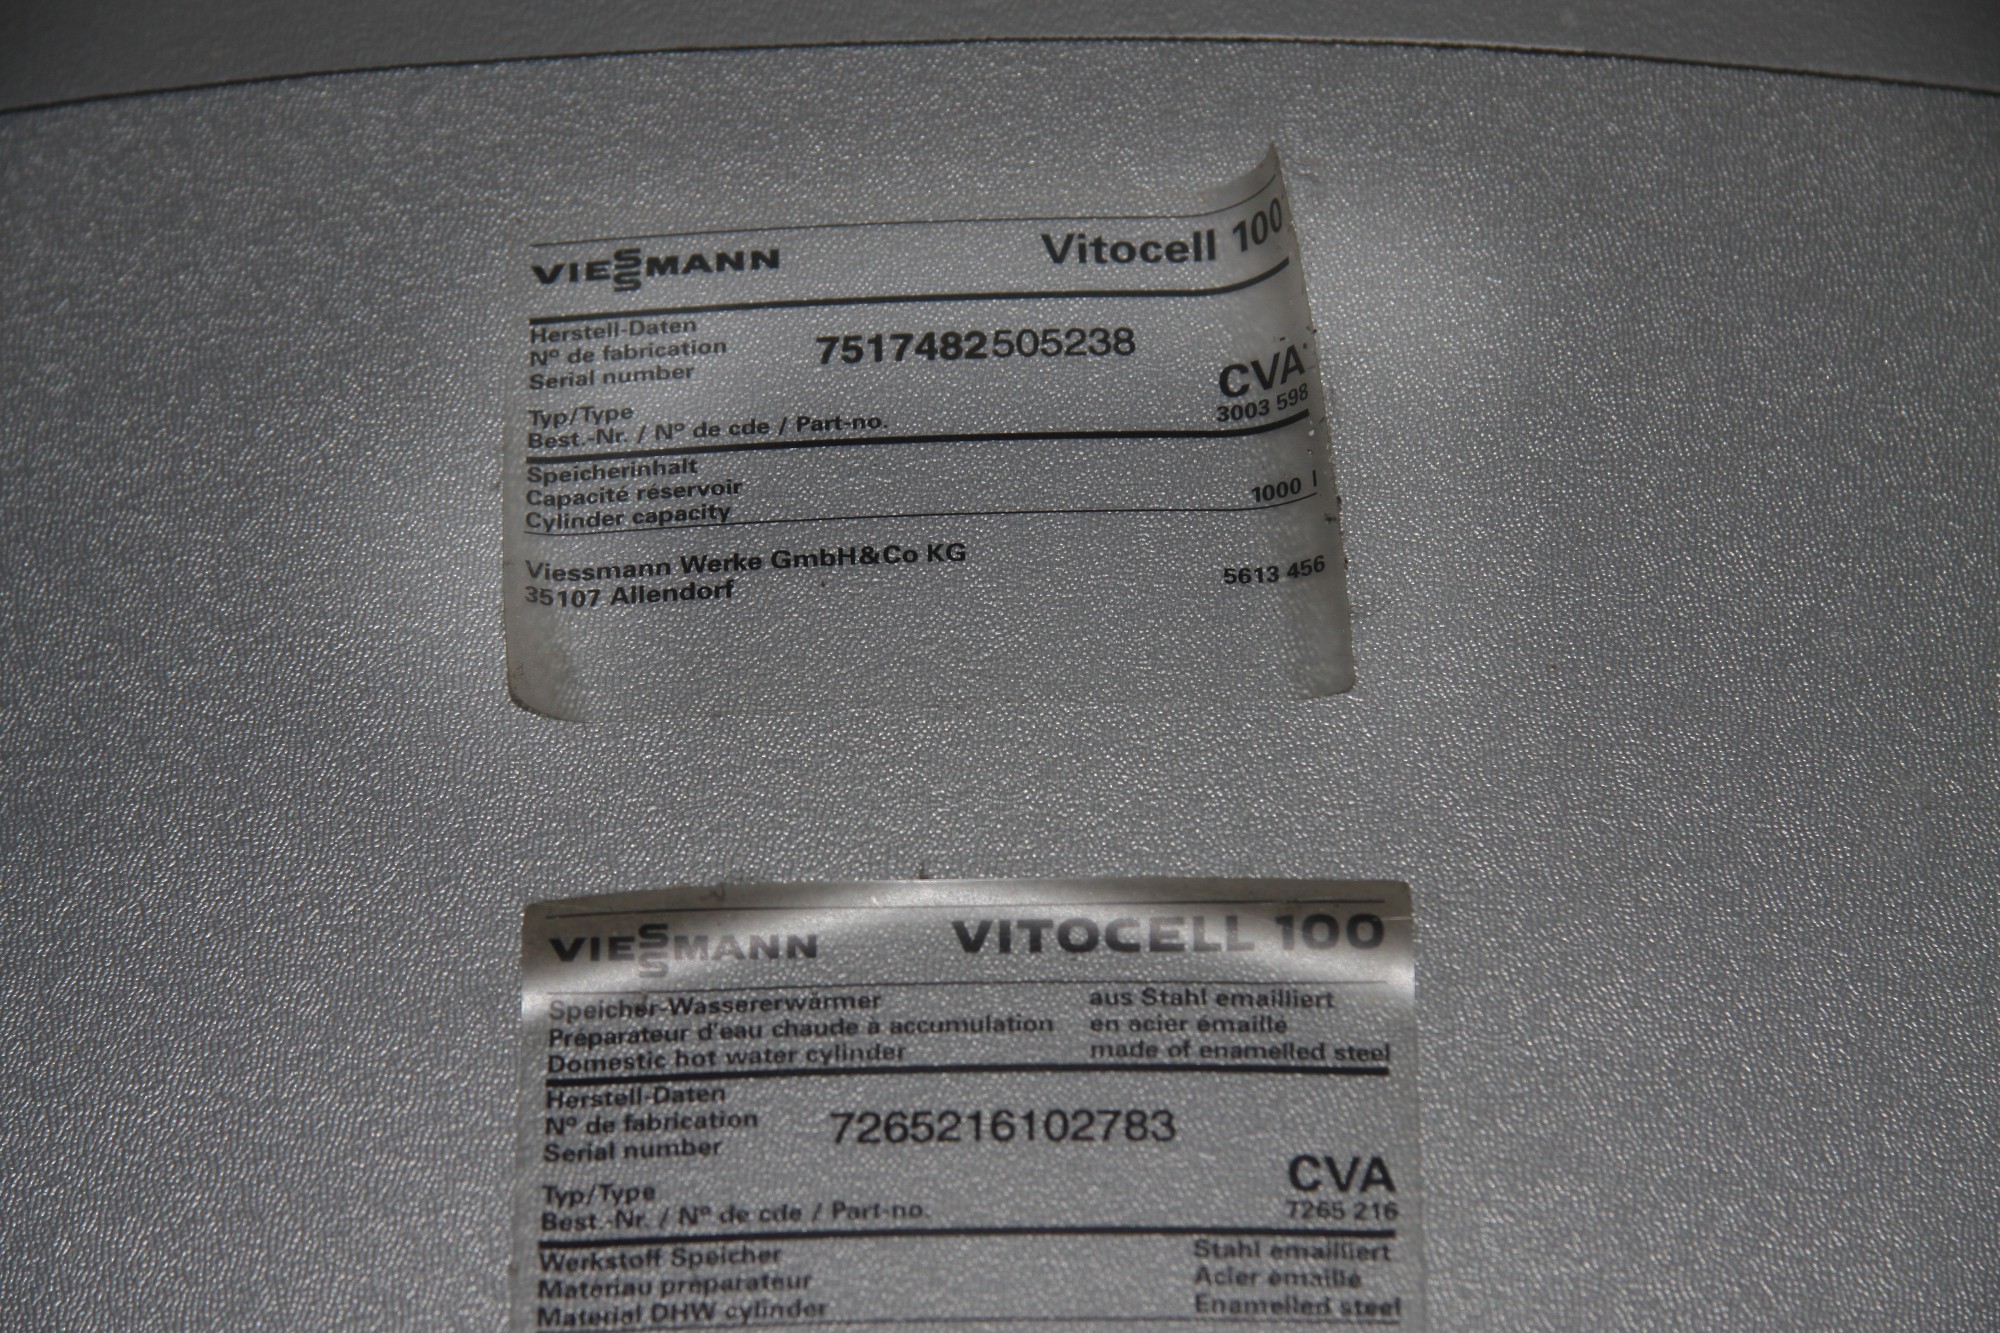 VIESSMANN Vitocell 100
Herstell-Daten
N° de fabrication 7517482505238
Serial number
CVA
Typ/Type
Best.-Nr. / N° de cde / Part-no. 3003 598
Speicherinhalt
Capacité réservoir
Cylinder capacity 1000 l
Viessmann Werke GmbH&Co KG
35107 Allendorf 5613 456
VIESSMANN VITOCELL 100
Speicher-Wassererwärmer aus Stahl emailliert
Préparateur d'eau chaude à accumulation en acier émaillé
Domestic hot water cylinder made of enamelled steel
Herstell-Daten
N° de fabrication 7265216102783
Serial number
CVA
Typ/Type
Best.-Nr. / N° de cde / Part-no. 7265 216
Werkstoff Speicher Stahl emailliert
Matériau préparateur Acier émaillé
Material DHW cylinder Enamelled steel